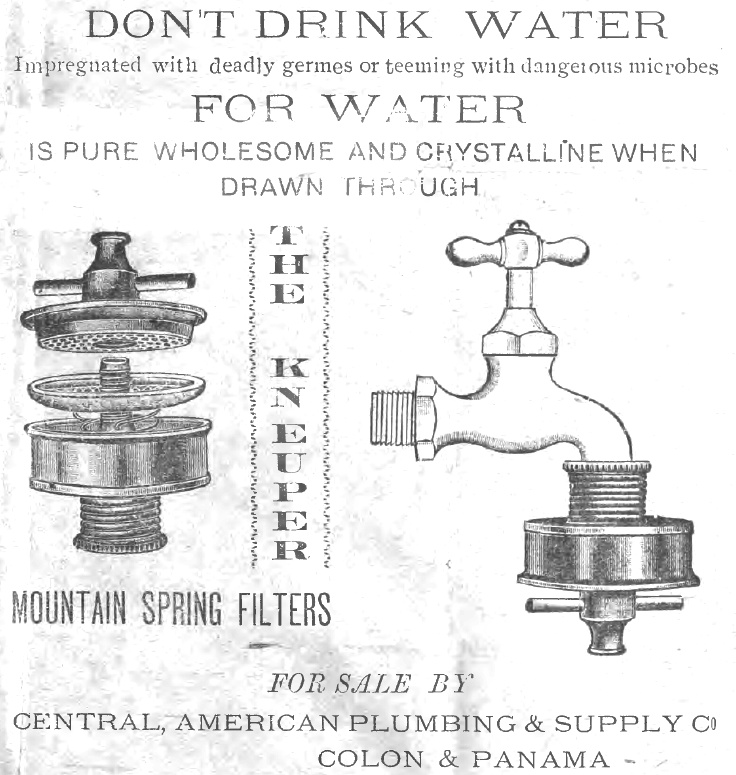 DON'T DRINK WATER
Impregnated with deadly germes or teeming with dangerous microbes
FOR WATER
IS PURE WHOLESOME AND CRYSTALLINE WHEN
DRAWN THROUGH
THE KNEUPER
MOUNTAIN SPRING FILTERS
FOR SALE BY
CENTRAL, AMERICAN PLUMBING & SUPPLY Co
COLON & PANAMA